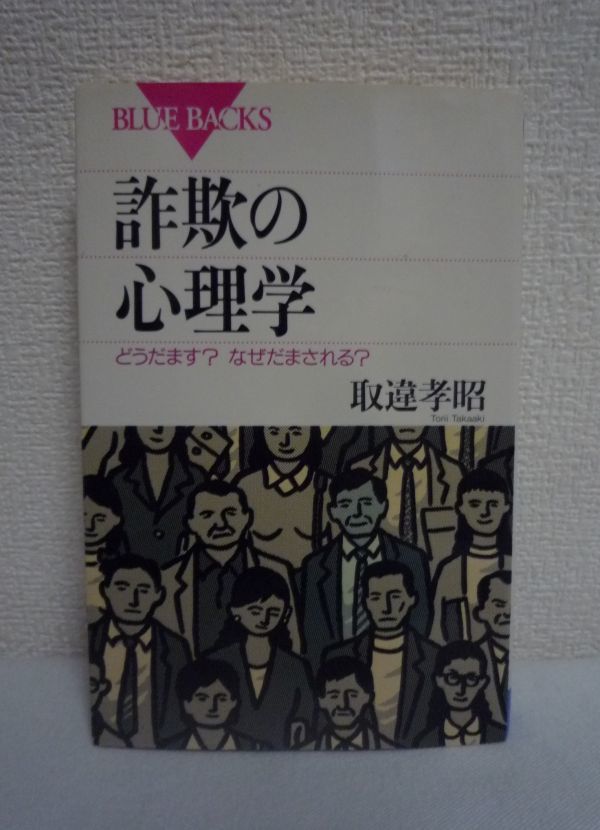 BLUE BACKS
詐欺の
心理学
どうだます? なぜだまされる?
取違孝昭
Torii Takaaki